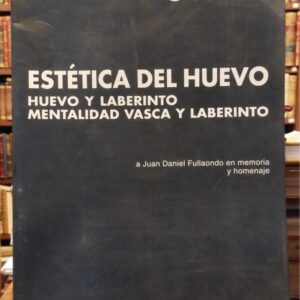 ESTÉTICA DEL HUEVO
HUEVO Y LABERINTO
MENTALIDAD VASCA Y LABERINTO
a Juan Daniel Fullaondo en memoria
y homenaje